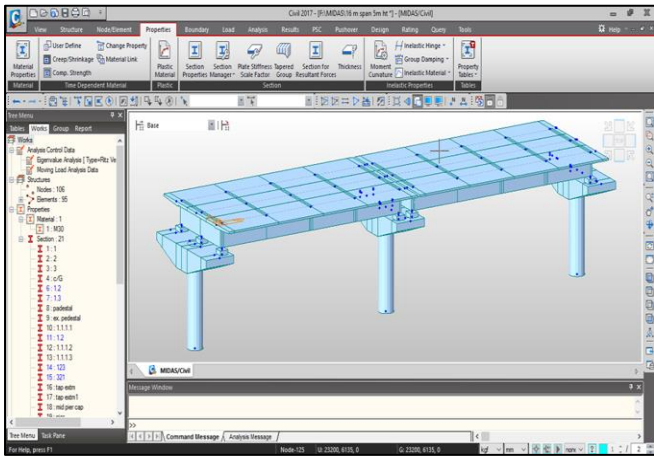 Civil 2017 - [F:\MIDAS\16 m span 5m ht *] - [MIDAS/Civil]
View Structure Node/Element Properties Boundary Load Analysis Results PSC Pushover Design Rating Query Tools Help
User Define Change Property
Creep/Shrinkage Material Link
Comp. Strength
Material Properties
Plastic Material
Section Properties
Section Manager
Plate Stiffness Scale Factor
Tapered Group
Section for Resultant Forces
Thickness
Moment Curvature
Inelastic Hinge
Group Damping
Inelastic Material
Property Tables
Material Time Dependent Material Plastic Section Inelastic Properties Tables
Tree Menu
Base
Tables Works Group Report
Works
Analysis Control Data
Eigenvalue Analysis [ Type=Ritz Ve
Moving Load Analysis Data
Structures
Nodes : 106
Elements : 95
Properties
Material : 1
1 : M30
Section : 21
1 : 1
2 : 2
3 : 3
4 : c/G
6 : 1.2
7 : 1.3
8 : padestal
9 : ex. pedestal
10 : 1.1.1.1
11 : 1.2
12 : 1.1.1.2
13 : 1.1.1.3
14 : 123
15 : 321
16 : tap extrn
17 : tap extrn1
18 : mid pier cap
MIDAS/Civil
Message Window
>>
Command Message Analysis Message
Tree Menu Task Pane
For Help, press F1 Node-125 U: 23200, 6135, 0 G: 23200, 6135, 0 kgf mm non 1 / 2